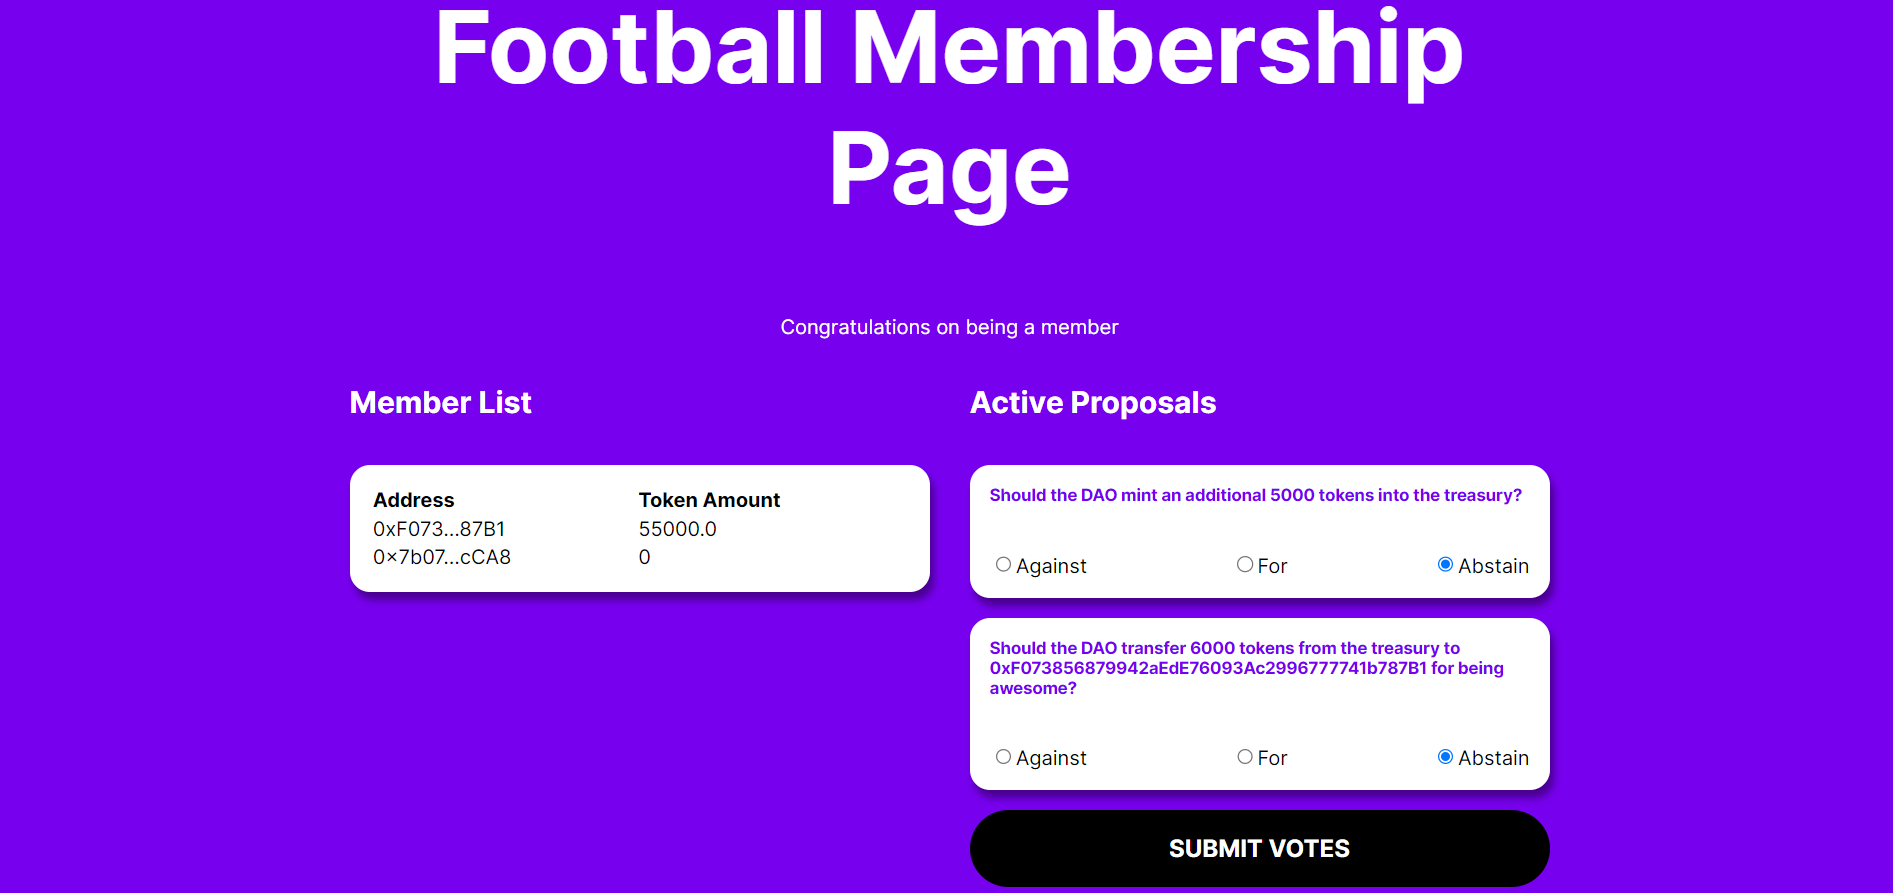 Football Membership
Page
Congratulations on being a member
Member List
Address Token Amount
0xF073...87B1 55000.0
0x7b07...cCA8 0
Active Proposals
Should the DAO mint an additional 5000 tokens into the treasury?
Against For Abstain
Should the DAO transfer 6000 tokens from the treasury to
0xF073856879942aEdE76093Ac2996777741b787B1 for being
awesome?
Against For Abstain
SUBMIT VOTES